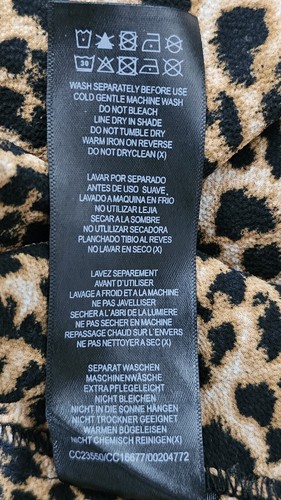 30
WASH SEPARATELY BEFORE USE
COLD GENTLE MACHINE WASH
DO NOT BLEACH
LINE DRY IN SHADE
DO NOT TUMBLE DRY
WARM IRON ON REVERSE
DO NOT DRYCLEAN (X)
LAVAR POR SEPARADO
ANTES DE USO SUAVE,
LAVADO A MAQUINA EN FRIO
NO UTILIZAR LEJIA
SECAR A LA SOMBRE
NO UTILIZAR SECADORA
PLANCHADO TIBIO AL REVES
NO LAVAR EN SECO (X)
LAVEZ SEPAREMENT
AVANT D'UTILISER
LAVAGE A FROID ET A LA MACHINE
NE PAS JAVELLISER
SECHER A L'ABRI DE LA LUMIERE
NE PAS SECHER EN MACHINE
REPASSAGE CHAUD SUR L'ENVERS
NE PAS NETTOYER A SEC (X)
SEPARAT WASCHEN
MASCHINENWÄSCHE
EXTRA PFLEGELEICHT
NICHT BLEICHEN
NICHT IN DIE SONNE HÄNGEN
NICHT TROCKNER GEEIGNET
WARMEN BÜGELEISEN
NICHT CHEMISCH REINIGEN(X)
CC23550/CC16677/00204772